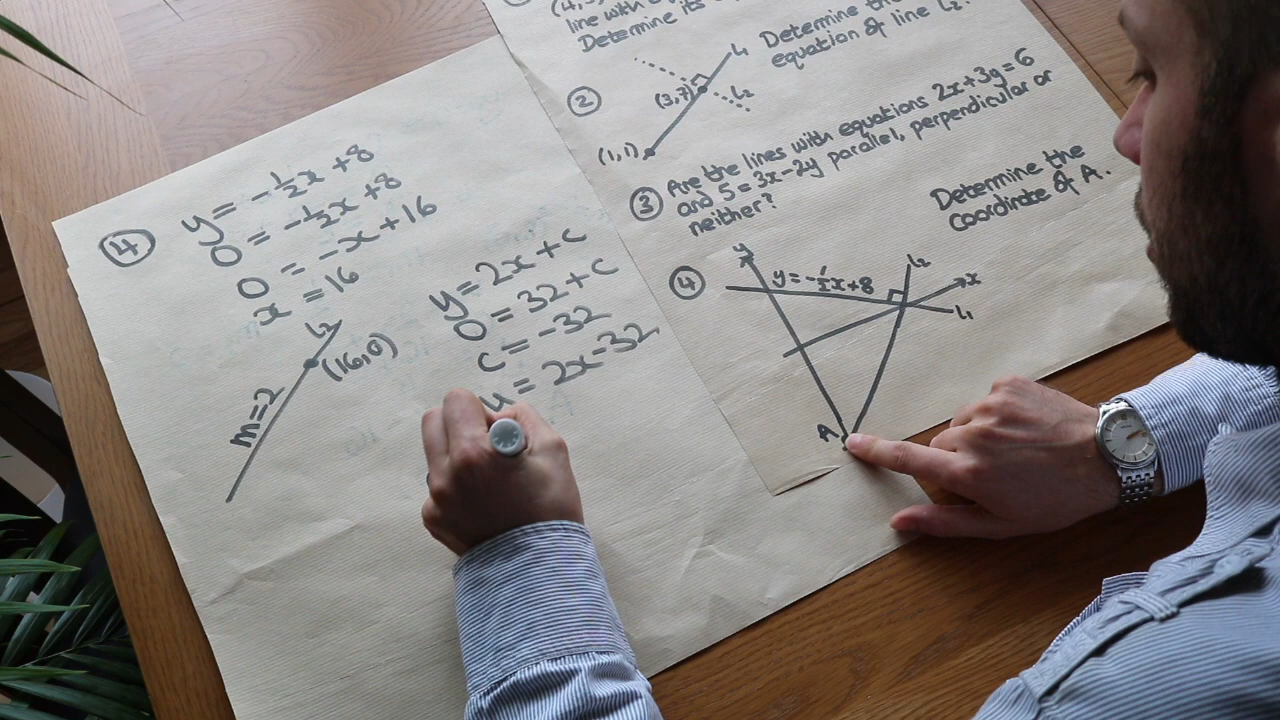 (4,
line with
Determine its
② Determine the
equation of line L₂.
L₁
(3,7)
L₂
(1,1)
③ Are the lines with equations 2x+3y=6
and 5=3x-2y parallel, perpendicular or
neither?
Determine the
coordinate of A.
④
y
y=-½x+8
L₂
x
L₁
A
④ y=-½x+8
0=-½x+8
0=-x+16
x=16
L₂
(16,0)
m=2
y=2x+c
0=32+c
c=-32
y=2x-32